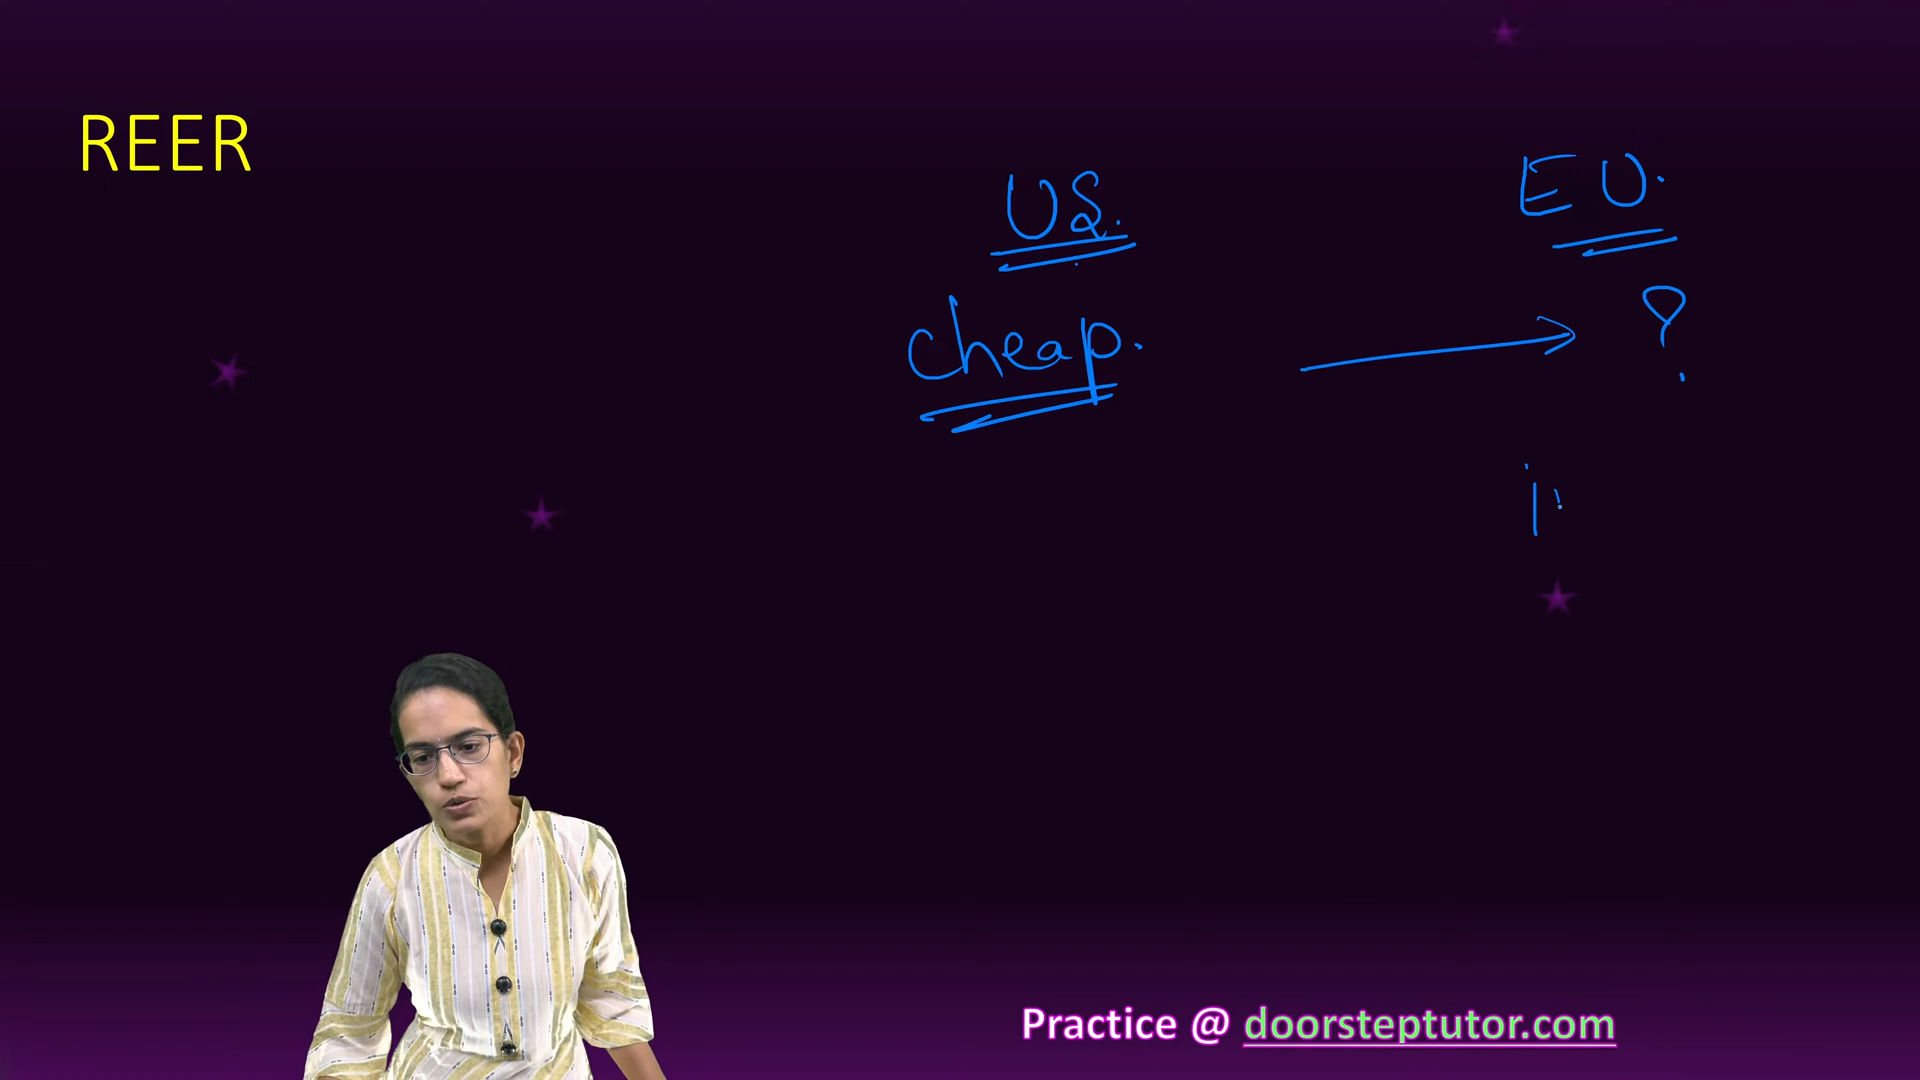 REER
US. EU.
cheap. → ?
Practice @ doorsteptutor.com